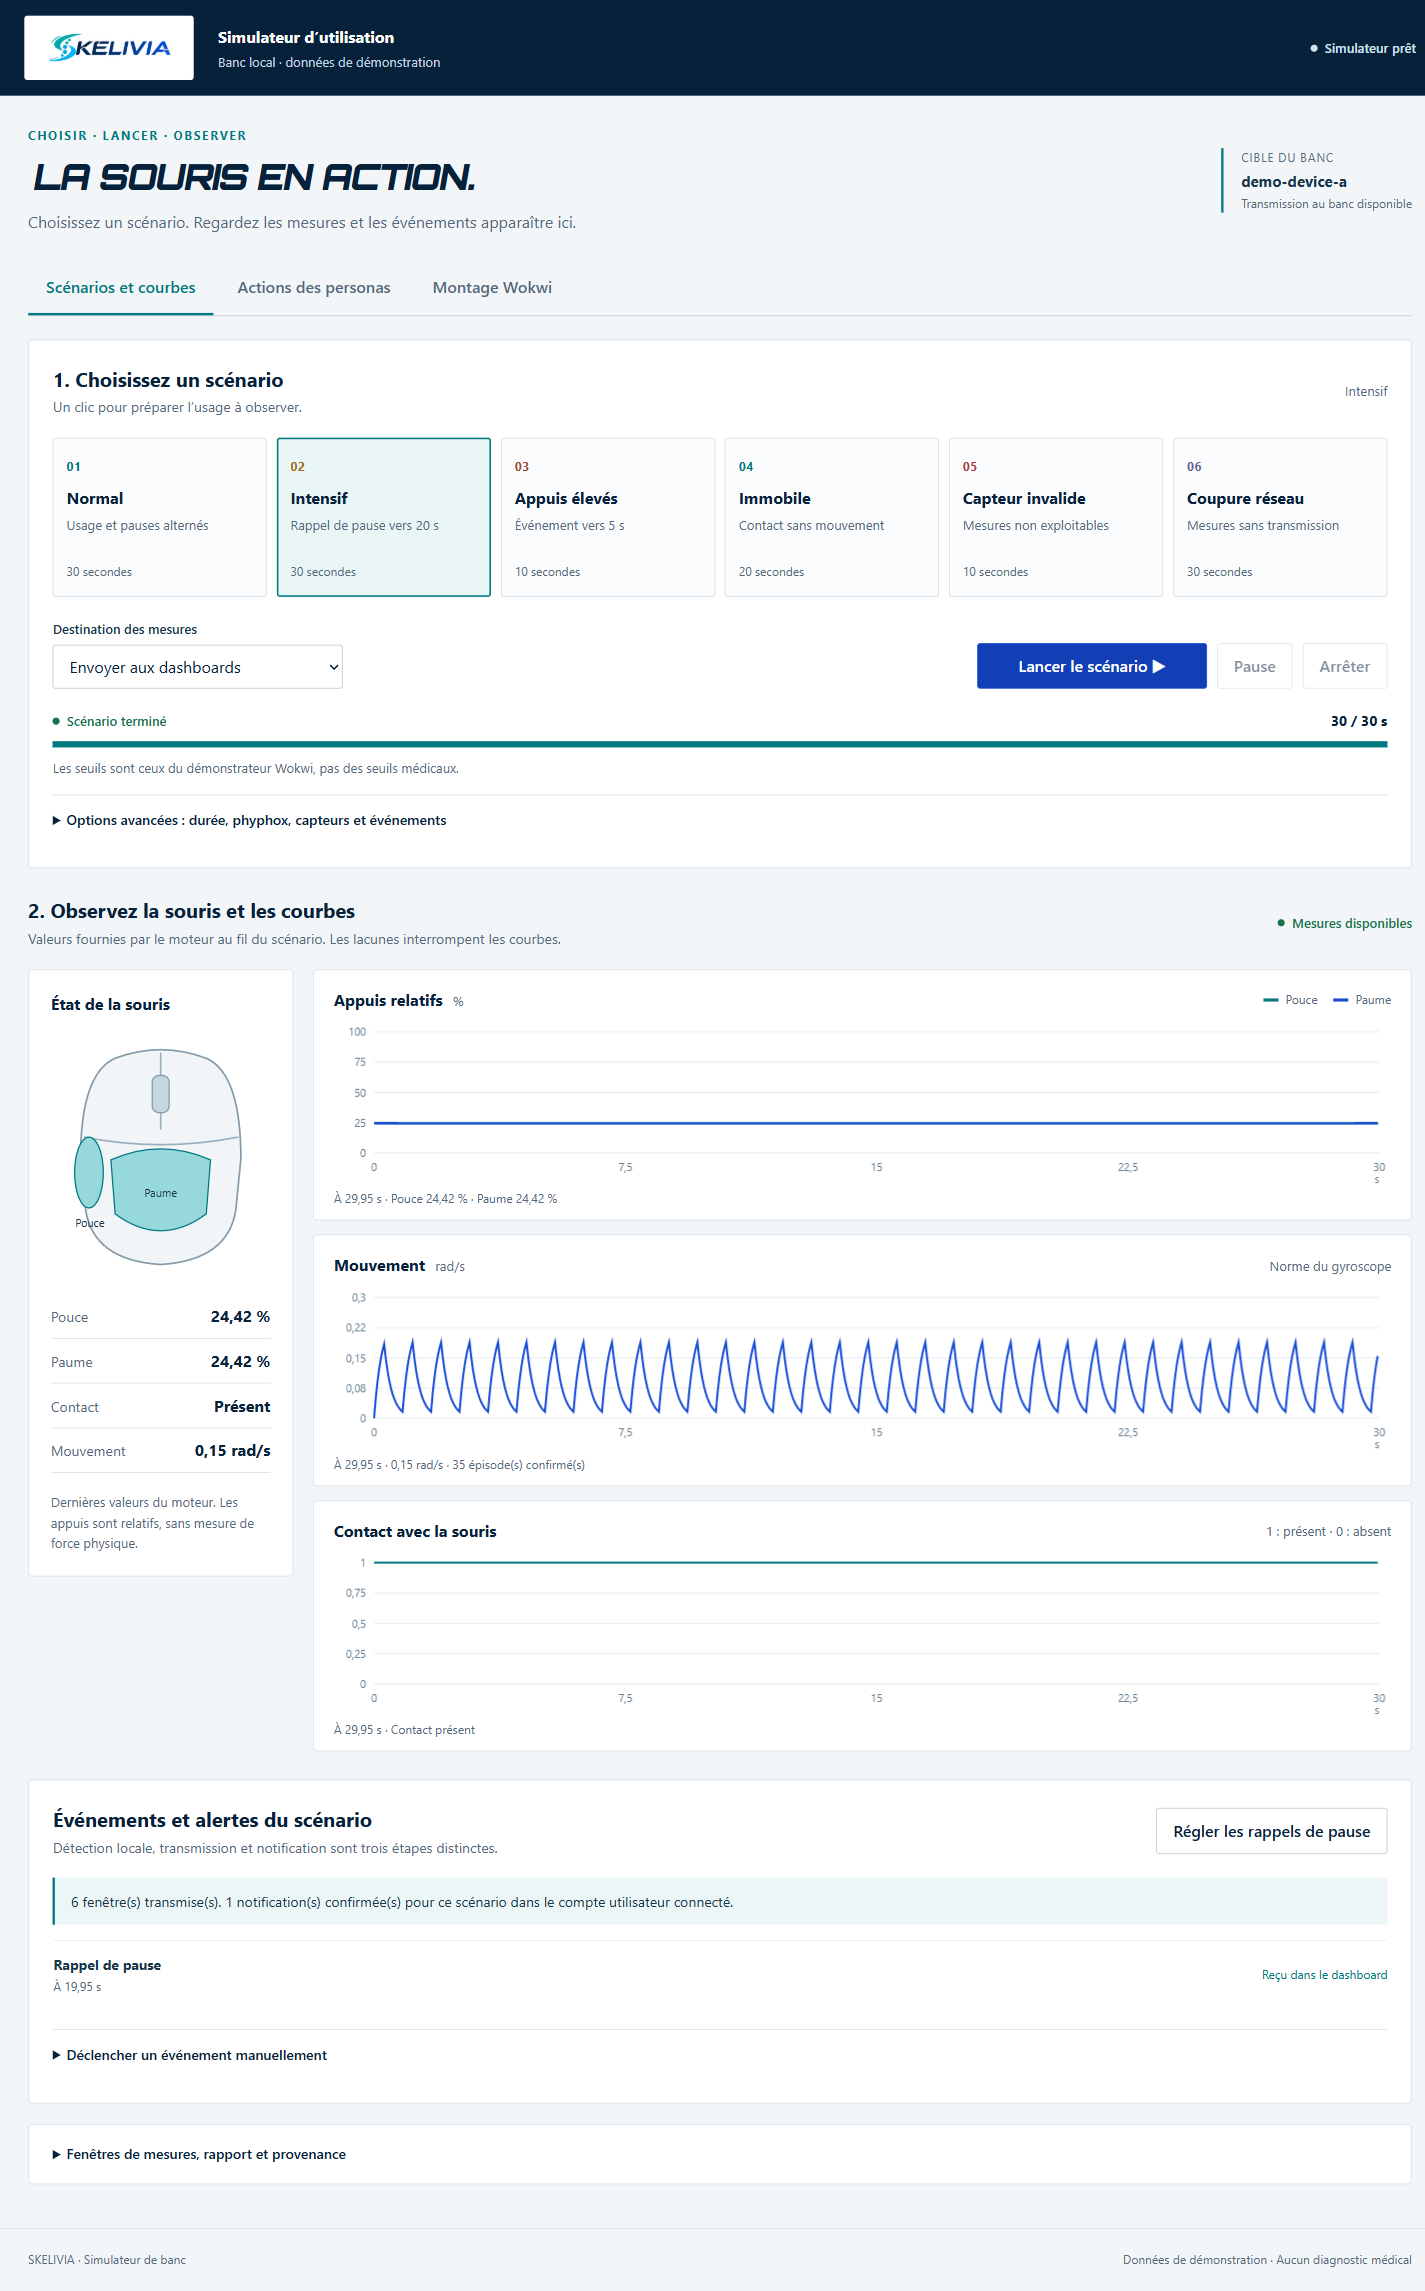 SKELIVIA
Simulateur d’utilisation
Banc local · données de démonstration
Simulateur prêt
CHOISIR · LANCER · OBSERVER
LA SOURIS EN ACTION.
Choisissez un scénario. Regardez les mesures et les événements apparaître ici.
CIBLE DU BANC
demo-device-a
Transmission au banc disponible
Scénarios et courbes
Actions des personas
Montage Wokwi
1. Choisissez un scénario
Un clic pour préparer l'usage à observer.
Intensif
01
Normal
Usage et pauses alternés
30 secondes
02
Intensif
Rappel de pause vers 20 s
30 secondes
03
Appuis élevés
Événement vers 5 s
10 secondes
04
Immobile
Contact sans mouvement
20 secondes
05
Capteur invalide
Mesures non exploitables
10 secondes
06
Coupure réseau
Mesures sans transmission
30 secondes
Destination des mesures
Envoyer aux dashboards
Lancer le scénario ▶
Pause
Arrêter
Scénario terminé
30 / 30 s
Les seuils sont ceux du démonstrateur Wokwi, pas des seuils médicaux.
▶ Options avancées : durée, phyphox, capteurs et événements
2. Observez la souris et les courbes
Valeurs fournies par le moteur au fil du scénario. Les lacunes interrompent les courbes.
Mesures disponibles
État de la souris
Paume
Pouce
Pouce 24,42 %
Paume 24,42 %
Contact Présent
Mouvement 0,15 rad/s
Dernières valeurs du moteur. Les
appuis sont relatifs, sans mesure de
force physique.
Appuis relatifs %
Pouce Paume
100
75
50
25
0
0 7,5 15 22,5 30
s
À 29,95 s · Pouce 24,42 % · Paume 24,42 %
Mouvement rad/s
Norme du gyroscope
0,3
0,22
0,15
0,08
0
0 7,5 15 22,5 30
s
À 29,95 s · 0,15 rad/s · 35 épisode(s) confirmé(s)
Contact avec la souris
1 : présent · 0 : absent
1
0,75
0,5
0,25
0
0 7,5 15 22,5 30
s
À 29,95 s · Contact présent
Événements et alertes du scénario
Détection locale, transmission et notification sont trois étapes distinctes.
Régler les rappels de pause
6 fenêtre(s) transmise(s). 1 notification(s) confirmée(s) pour ce scénario dans le compte utilisateur connecté.
Rappel de pause
À 19,95 s
Reçu dans le dashboard
▶ Déclencher un événement manuellement
▶ Fenêtres de mesures, rapport et provenance
SKELIVIA · Simulateur de banc
Données de démonstration · Aucun diagnostic médical